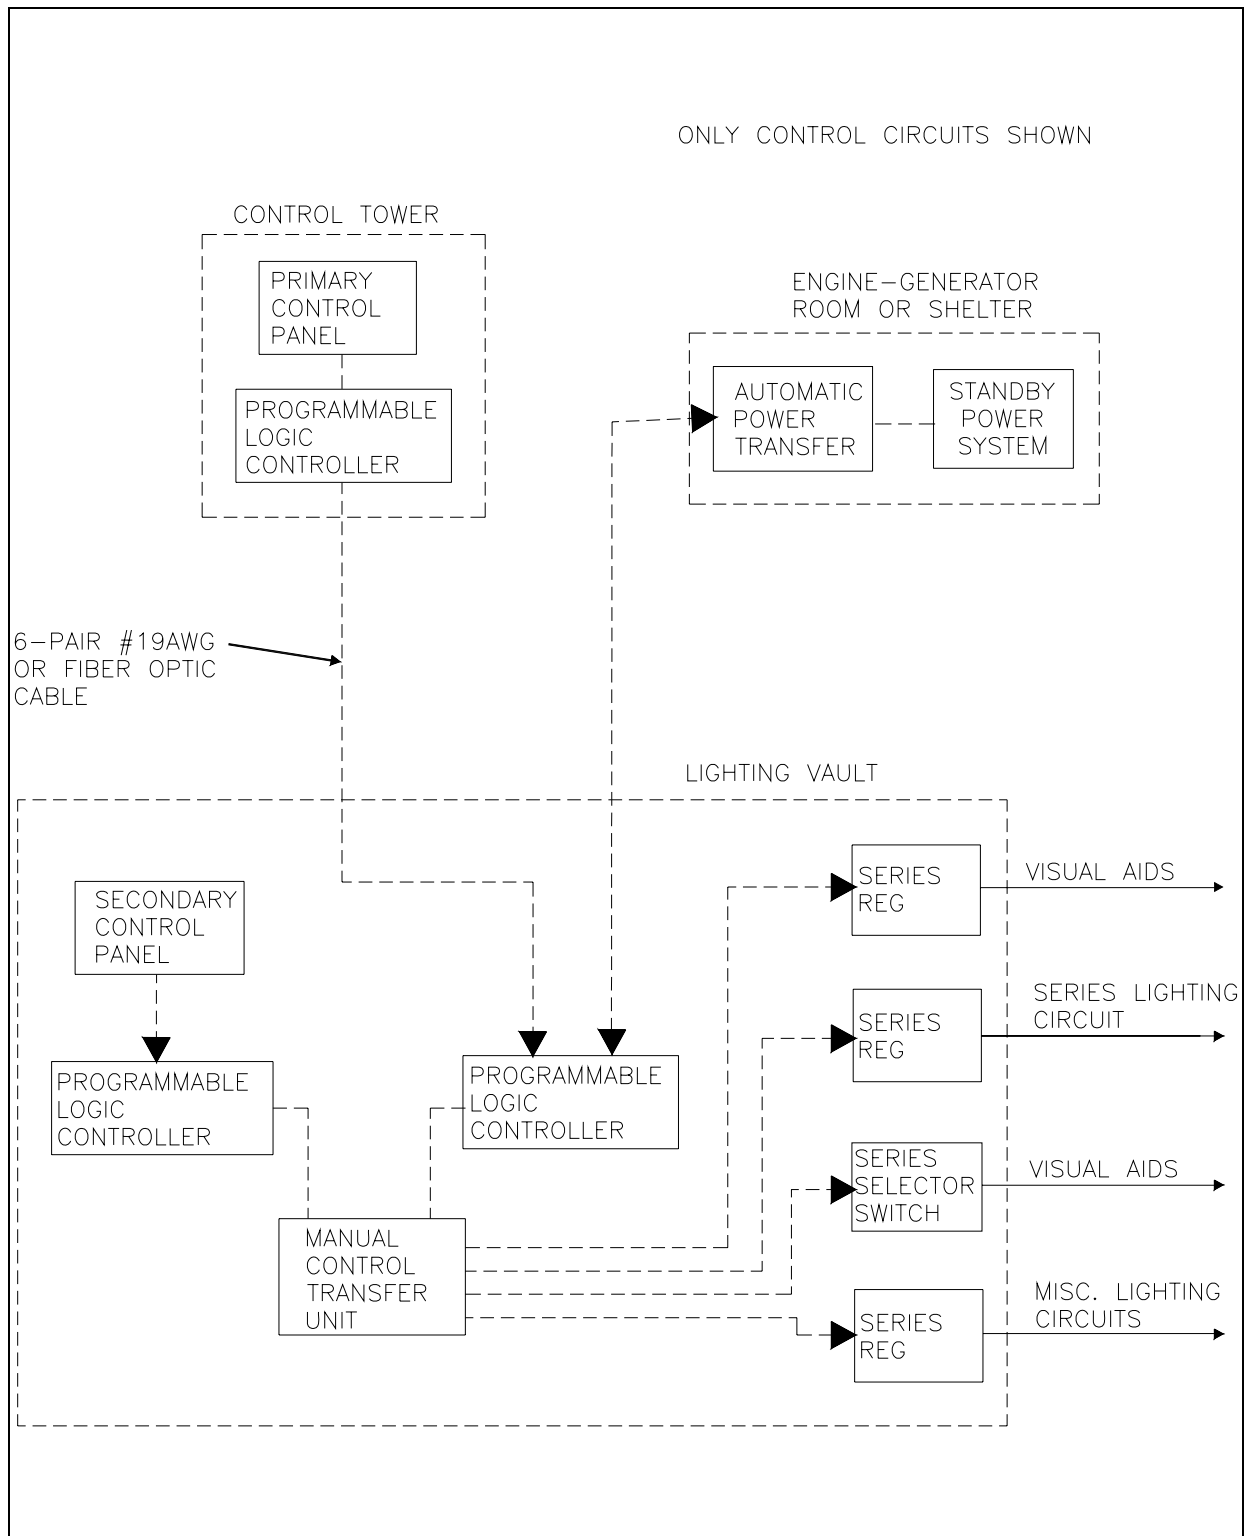 ONLY CONTROL CIRCUITS SHOWN
CONTROL TOWER
PRIMARY
CONTROL
PANEL
PROGRAMMABLE
LOGIC
CONTROLLER
ENGINE-GENERATOR
ROOM OR SHELTER
AUTOMATIC
POWER
TRANSFER
STANDBY
POWER
SYSTEM
6-PAIR #19AWG
OR FIBER OPTIC
CABLE
LIGHTING VAULT
SECONDARY
CONTROL
PANEL
PROGRAMMABLE
LOGIC
CONTROLLER
PROGRAMMABLE
LOGIC
CONTROLLER
MANUAL
CONTROL
TRANSFER
UNIT
SERIES
REG
VISUAL AIDS
SERIES
REG
SERIES LIGHTING
CIRCUIT
SERIES
SELECTOR
SWITCH
VISUAL AIDS
SERIES
REG
MISC. LIGHTING
CIRCUITS